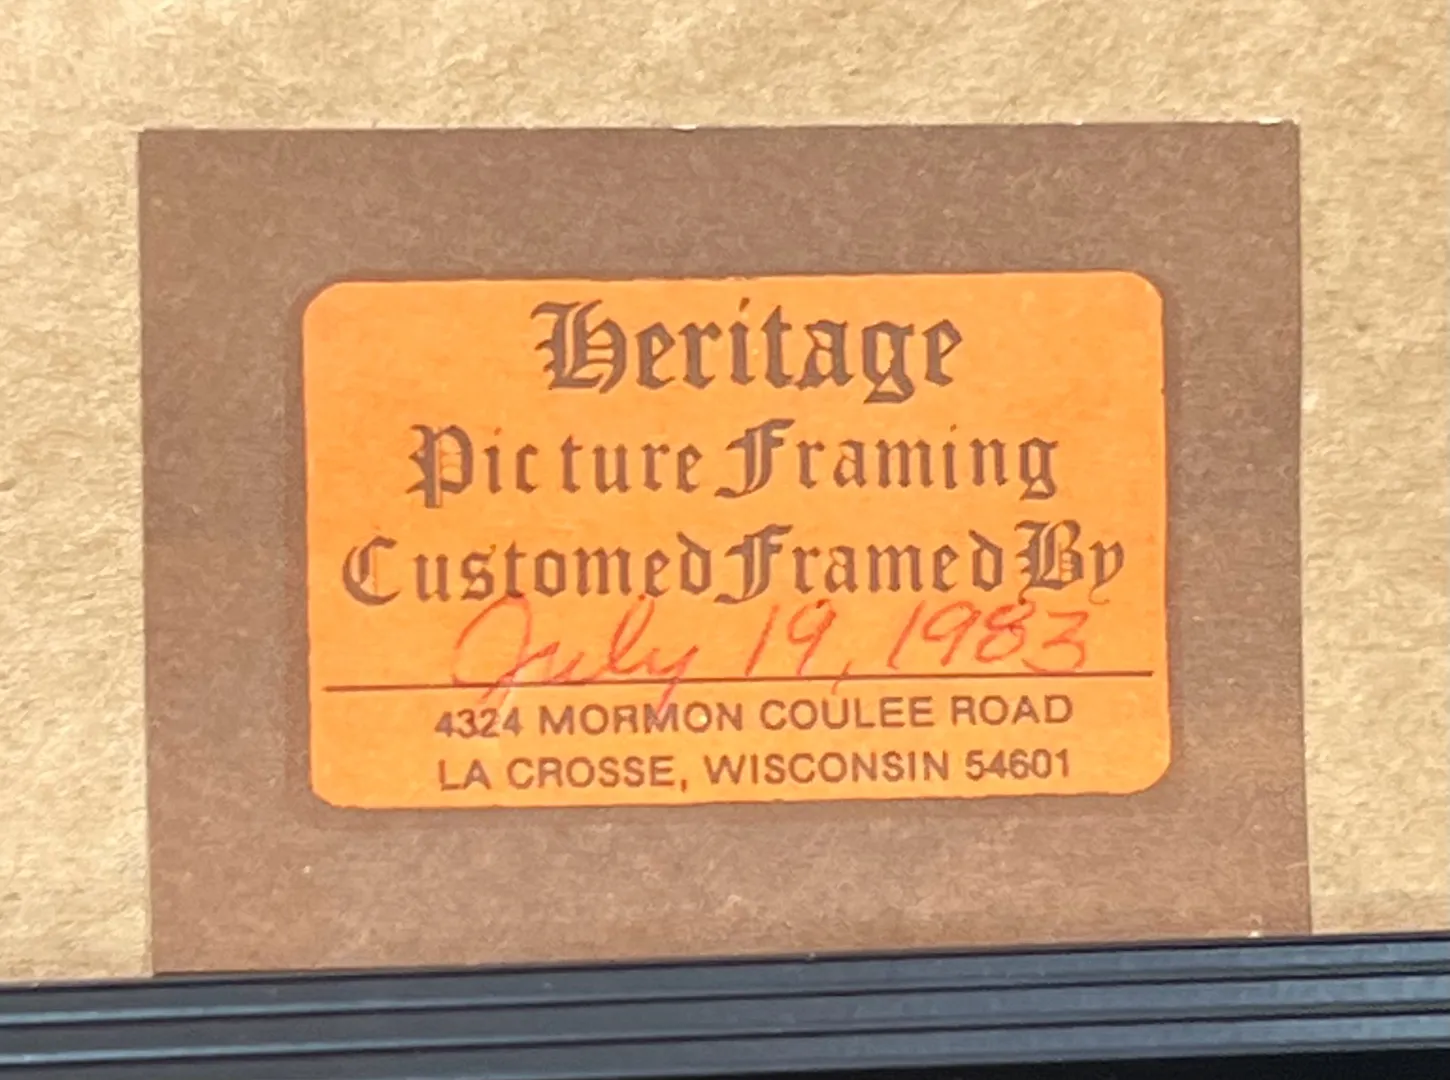 Heritage
Picture Framing
Customed Framed By
July 19, 1983
4324 MORMON COULEE ROAD
LA CROSSE, WISCONSIN 54601